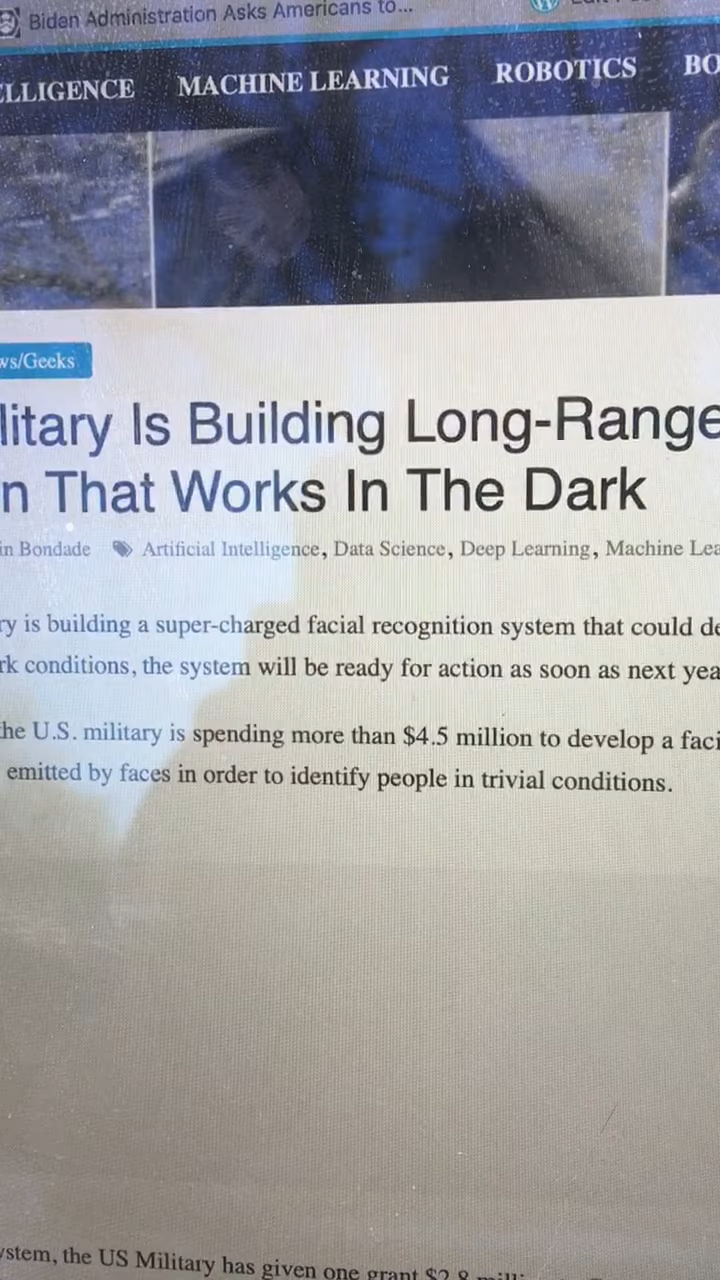 Biden Administration Asks Americans to...
LLIGENCE MACHINE LEARNING ROBOTICS BO
ws/Geeks
litary Is Building Long-Range
n That Works In The Dark
in Bondade Artificial Intelligence, Data Science, Deep Learning, Machine Lea
ry is building a super-charged facial recognition system that could de
rk conditions, the system will be ready for action as soon as next yea
the U.S. military is spending more than $4.5 million to develop a faci
emitted by faces in order to identify people in trivial conditions.
ystem, the US Military has given one grant $2.8 milli